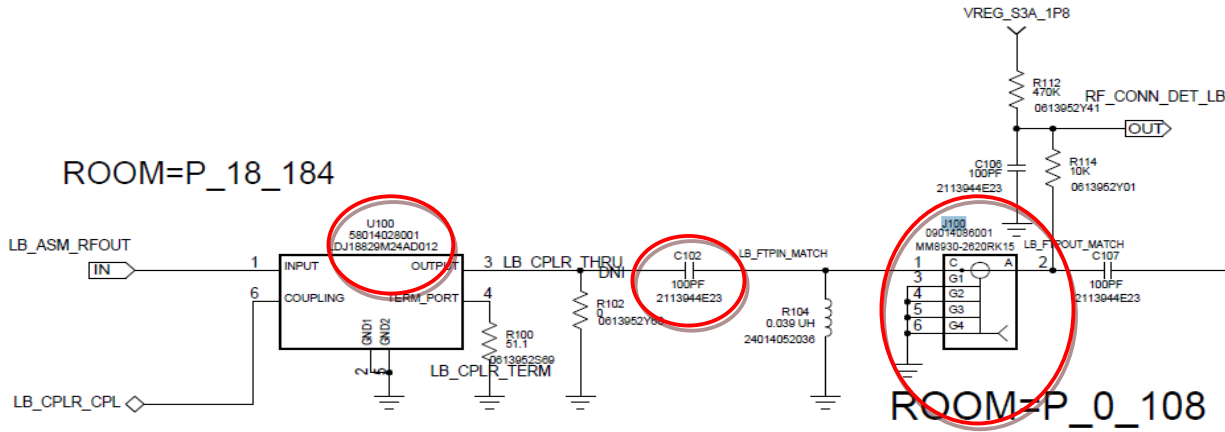 VREG_S3A_1P8
R112
470K
0613952Y41
RF_CONN_DET_LB
OUT
ROOM=P_18_184
C106
100PF
2113944E23
R114
10K
0613952Y01
U100
58014028001
LDJ18829M24AD012
J100
09014086001
MM8930-2620RK15
LB_ASM_RFOUT
IN
1
INPUT
OUTPUT
3
LB_CPLR_THRU
DNI
C102
100PF
2113944E23
LB_FTPIN_MATCH
1
C
A
2
LB_FTPOUT_MATCH
C107
100PF
2113944E23
6
COUPLING
TERM_PORT
4
3
G1
4
G2
5
G3
6
G4
R102
0
R104
0.039 UH
24014052036
GND1
GND2
2
5
R100
51.1
0613952S69
LB_CPLR_TERM
LB_CPLR_CPL
ROOM=P_0_108